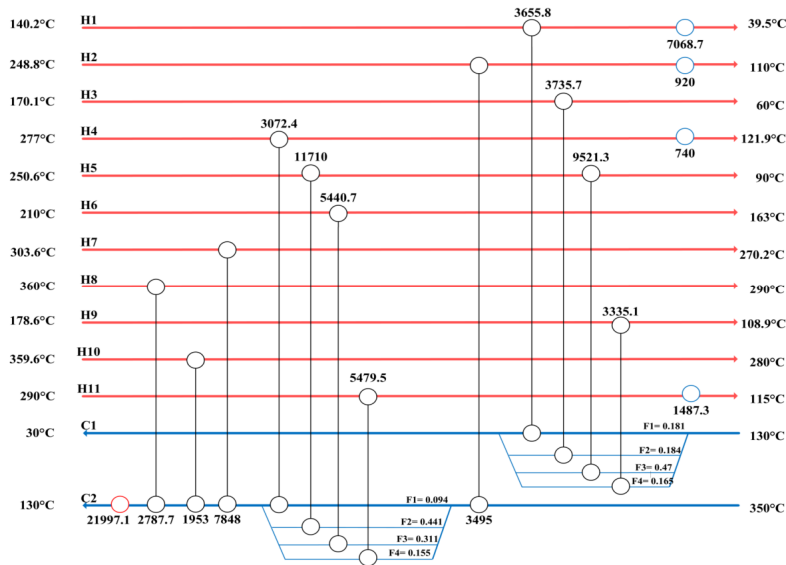 3655.8
140.2°C H1 39.5°C
7068.7
248.8°C H2 110°C
920
3735.7
170.1°C H3 60°C
3072.4
277°C H4 121.9°C
740
11710 9521.3
250.6°C H5 90°C
5440.7
210°C H6 163°C
303.6°C H7 270.2°C
360°C H8 290°C
3335.1
178.6°C H9 108.9°C
359.6°C H10 280°C
5479.5
290°C H11 115°C
1487.3
30°C C1 F1= 0.181 130°C
F2= 0.184
F3= 0.47
F4= 0.165
130°C C2 F1= 0.094 350°C
21997.1 2787.7 1953 7848 F2= 0.441 3495
F3= 0.311
F4= 0.155